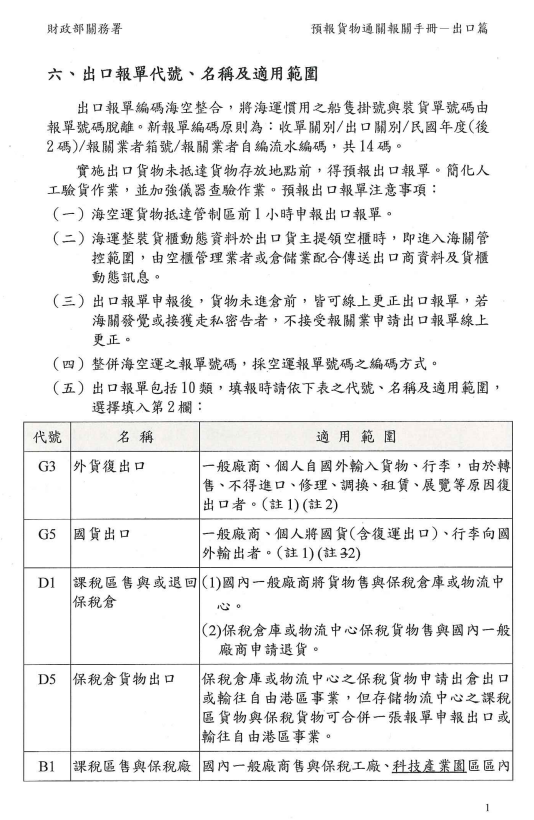 財政部關務署 預報貨物通關報關手冊－出口篇
六、出口報單代號、名稱及適用範圍
出口報單編碼海空整合，將海運慣用之船隻掛號與裝貨單號碼由
報單號碼脫離。新報單編碼原則為：收單關別/出口關別/民國年度(後
2碼)/報關業者箱號/報關業者自編流水編碼，共14碼。
實施出口貨物未抵達貨物存放地點前，得預報出口報單。簡化人
工驗貨作業，並加強儀器查驗作業。預報出口報單注意事項：
（一）海空運貨物抵達管制區前1小時申報出口報單。
（二）海運整裝貨櫃動態資料於出口貨主提領空櫃時，即進入海關管
控範圍，由空櫃管理業者或倉儲業配合傳送出口商資料及貨櫃
動態訊息。
（三）出口報單申報後，貨物未進倉前，皆可線上更正出口報單，若
海關發覺或接獲走私密告者，不接受報關業申請出口報單線上
更正。
（四）整併海空運之報單號碼，採空運報單號碼之編碼方式。
（五）出口報單包括10類，填報時請依下表之代號、名稱及適用範圍，
選擇填入第2欄：
代號 名 稱 適 用 範 圍
G3 外貨復出口 一般廠商、個人自國外輸入貨物、行李，由於轉
售、不得進口、修理、調換、租賃、展覽等原因復
出口者。(註1)(註2)
G5 國貨出口 一般廠商、個人將國貨(含復運出口)、行李向國
外輸出者。(註1)(註32)
D1 課稅區售與或退回 (1)國內一般廠商將貨物售與保稅倉庫或物流中
保稅倉 心。
(2)保稅倉庫或物流中心保稅貨物售與國內一般
廠商申請退貨。
D5 保稅倉貨物出口 保稅倉庫或物流中心之保稅貨物申請出倉出口
或輸往自由港區事業，但存儲物流中心之課稅
區貨物與保稅貨物可合併一張報單申報出口或
輸往自由港區事業。
B1 課稅區售與保稅廠 國內一般廠商售與保稅工廠、科技產業園區區內
1